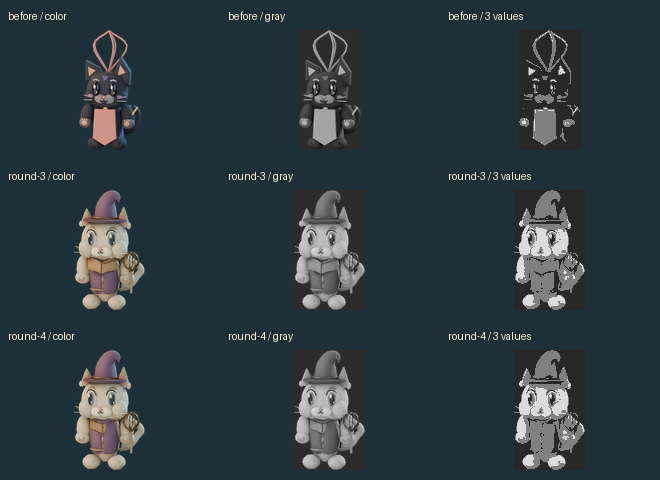 before / color
before / gray
before / 3 values
round-3 / color
round-3 / gray
round-3 / 3 values
round-4 / color
round-4 / gray
round-4 / 3 values